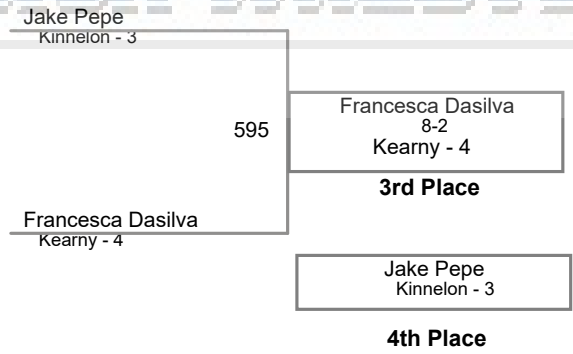 Jake Pepe
Kinnelon - 3
595
Francesca Dasilva
8-2
Kearny - 4
3rd Place
Francesca Dasilva
Kearny - 4
Jake Pepe
Kinnelon - 3
4th Place